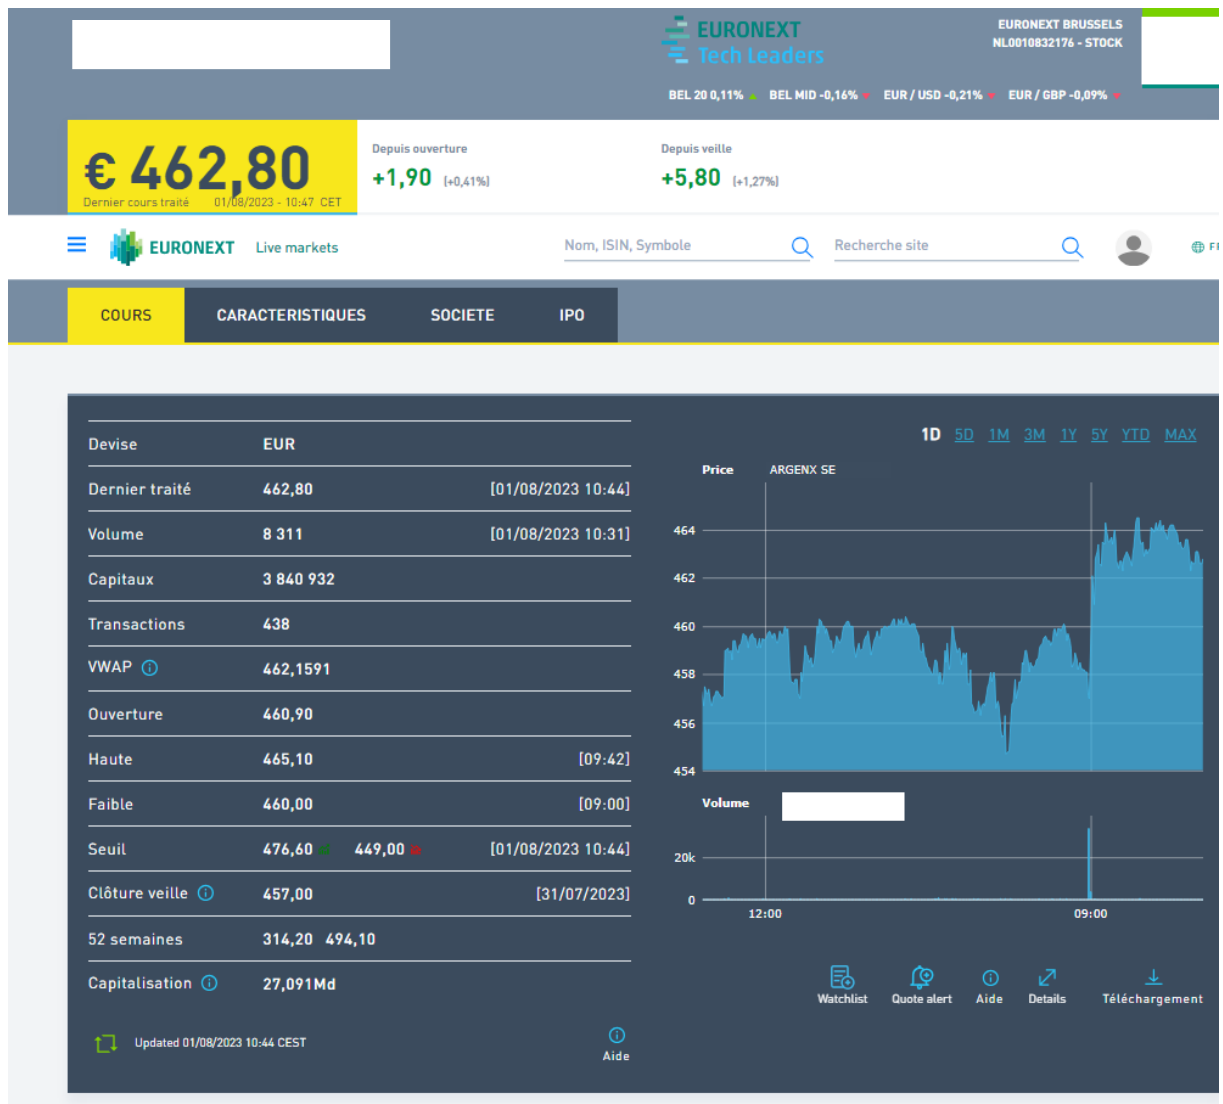 EURONEXT
Tech Leaders
EURONEXT BRUSSELS
NL0010832176 - STOCK
BEL 20 0,11% BEL MID -0,16% EUR / USD -0,21% EUR / GBP -0,09%
€ 462,80
Dernier cours traité 01/08/2023 - 10:47 CET
Depuis ouverture
+1,90 (+0,41%)
Depuis veille
+5,80 (+1,27%)
EURONEXT Live markets
Nom, ISIN, Symbole
Recherche site
COURS CARACTERISTIQUES SOCIETE IPO
Devise EUR
Dernier traité 462,80 [01/08/2023 10:44]
Volume 8 311 [01/08/2023 10:31]
Capitaux 3 840 932
Transactions 438
VWAP 462,1591
Ouverture 460,90
Haute 465,10 [09:42]
Faible 460,00 [09:00]
Seuil 476,60 449,00 [01/08/2023 10:44]
Clôture veille 457,00 [31/07/2023]
52 semaines 314,20 494,10
Capitalisation 27,091Md
Updated 01/08/2023 10:44 CEST
Aide
1D 5D 1M 3M 1Y 5Y YTD MAX
Price ARGENX SE
464
462
460
458
456
454
Volume
20k
0
12:00 09:00
Watchlist Quote alert Aide Details Téléchargement